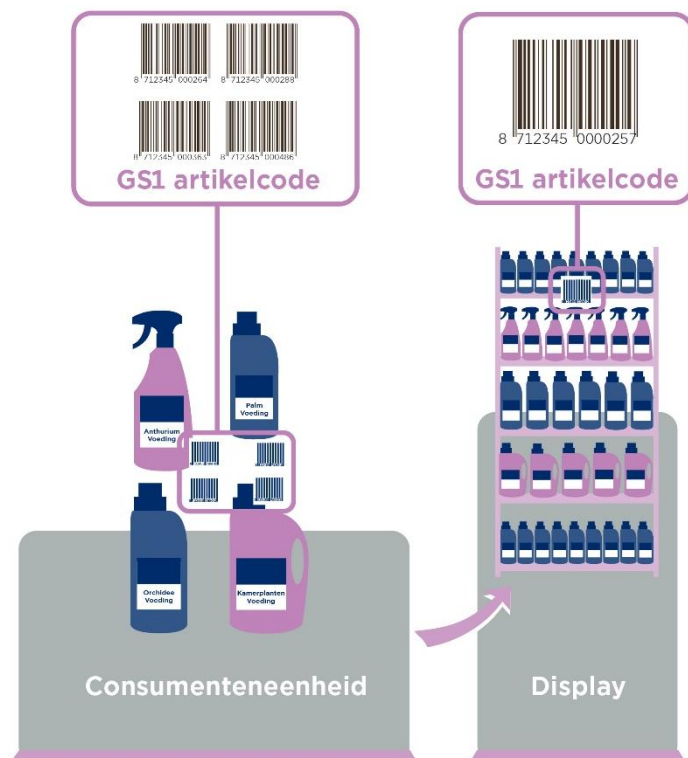 8 712345 000264
8 712345 000288
8 712345 000363
8 712345 000486
GS1 artikelcode
8 712345 0000257
GS1 artikelcode
Anthurium
Voeding
Palm
Voeding
Orchidee
Voeding
Kamerplanten
Voeding
Consumenteneenheid
Display